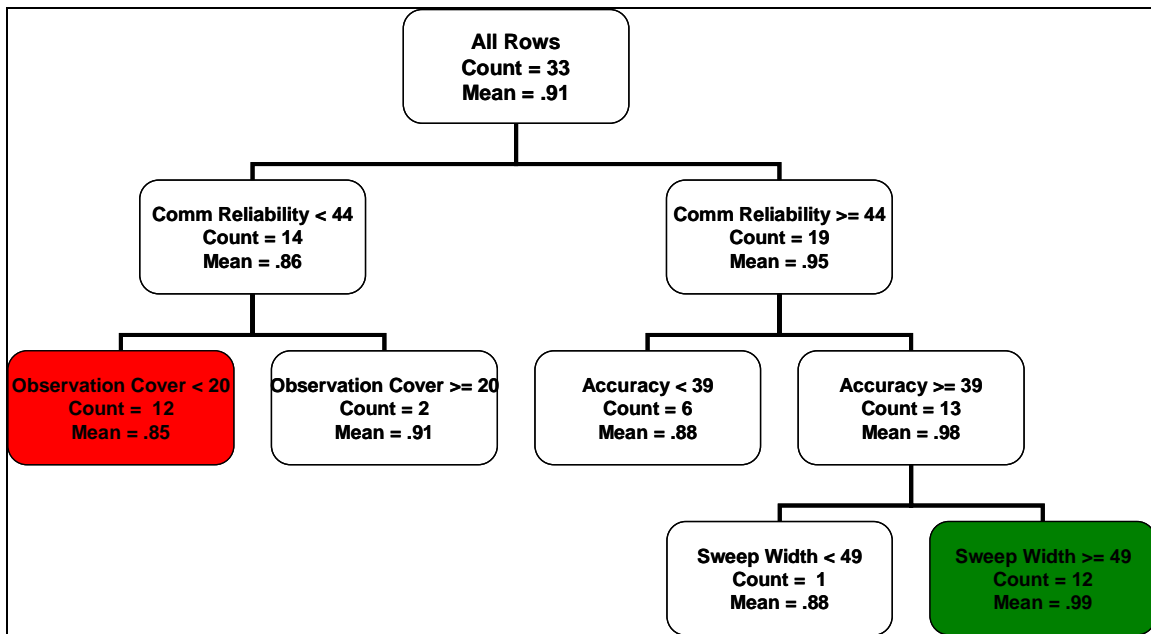 All Rows
Count = 33
Mean = .91
Comm Reliability < 44
Count = 14
Mean = .86
Comm Reliability >= 44
Count = 19
Mean = .95
Observation Cover < 20
Count = 12
Mean = .85
Observation Cover >= 20
Count = 2
Mean = .91
Accuracy < 39
Count = 6
Mean = .88
Accuracy >= 39
Count = 13
Mean = .98
Sweep Width < 49
Count = 1
Mean = .88
Sweep Width >= 49
Count = 12
Mean = .99